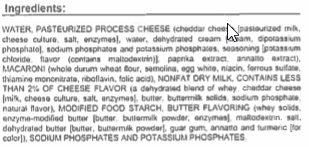 Ingredients:
WATER, PASTEURIZED PROCESS CHEESE (cheddar cheese [pasteurized milk,
cheese culture, salt, enzymes], water, dehydrated cream [cream, dipotassium
phosphate], sodium phosphates and potassium phosphates, seasoning [potassium
chloride, flavor (contains maltodextrin)], paprika extract, annatto extract),
MACARONI (whole durum wheat flour, semolina, egg white, niacin, ferrous sulfate,
thiamine mononitrate, riboflavin, folic acid), NONFAT DRY MILK, CONTAINS LESS
THAN 2% OF CHEESE FLAVOR (a dehydrated blend of whey, cheddar cheese
[milk, cheese culture, salt, enzymes], butter, buttermilk solids, sodium phosphate,
natural flavor), MODIFIED FOOD STARCH, BUTTER FLAVORING (whey solids,
enzyme-modified butter [butter, buttermilk powder, enzymes], maltodextrin, salt,
dehydrated butter [butter, buttermilk powder], guar gum, annatto and turmeric [for
color]), SODIUM PHOSPHATES AND POTASSIUM PHOSPHATES.